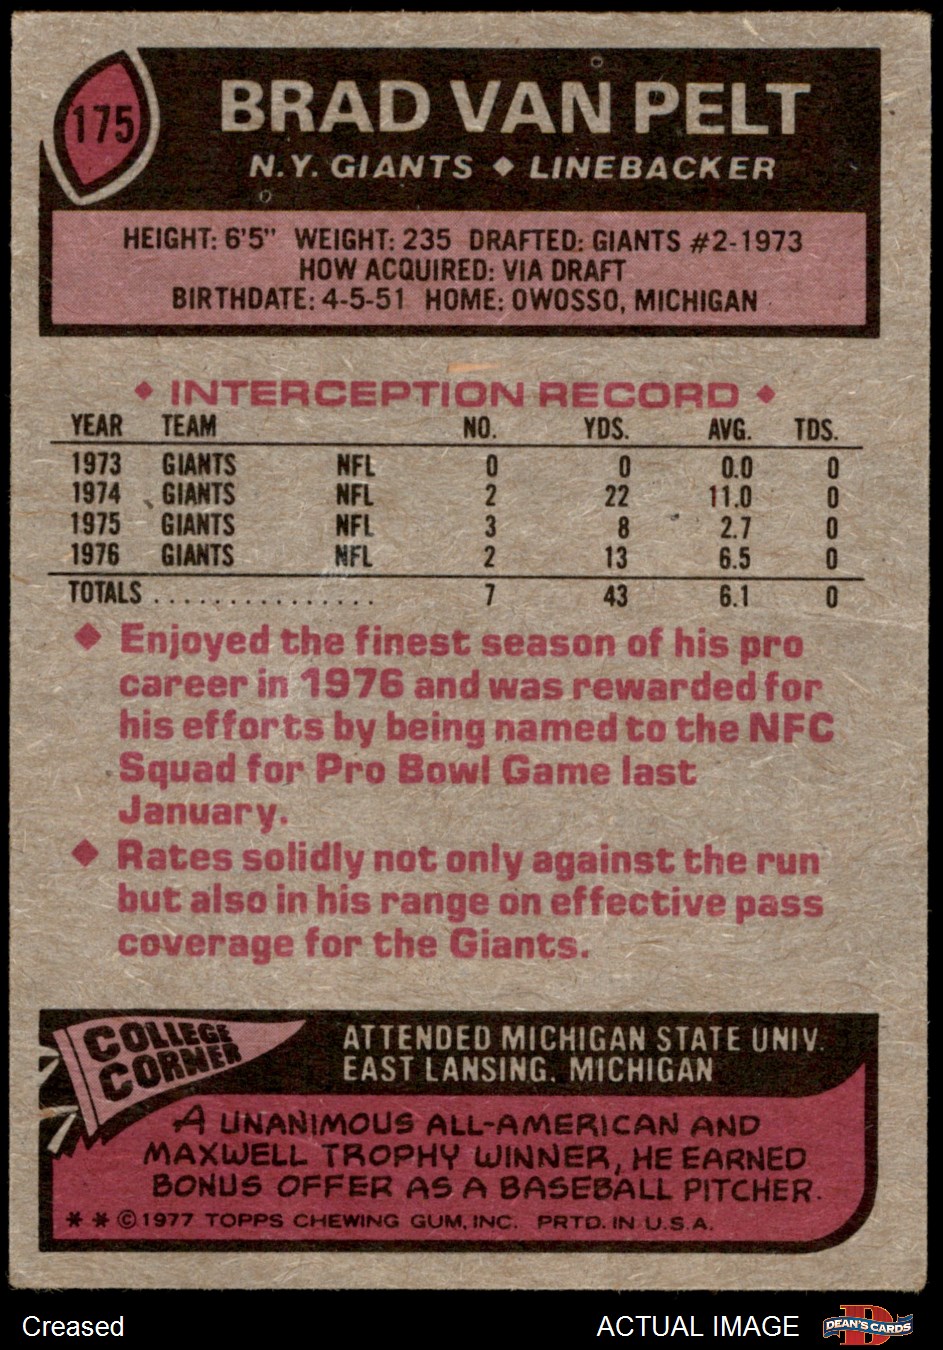 175
BRAD VAN PELT
N.Y. GIANTS ◆ LINEBACKER
HEIGHT: 6'5" WEIGHT: 235 DRAFTED: GIANTS #2-1973
HOW ACQUIRED: VIA DRAFT
BIRTHDATE: 4-5-51 HOME: OWOSSO, MICHIGAN
◆ INTERCEPTION RECORD ◆
YEAR TEAM NO. YDS. AVG. TDS.
1973 GIANTS NFL 0 0 0.0 0
1974 GIANTS NFL 2 22 11.0 0
1975 GIANTS NFL 3 8 2.7 0
1976 GIANTS NFL 2 13 6.5 0
TOTALS ............... 7 43 6.1 0
◆ Enjoyed the finest season of his pro
career in 1976 and was rewarded for
his efforts by being named to the NFC
Squad for Pro Bowl Game last
January.
◆ Rates solidly not only against the run
but also in his range on effective pass
coverage for the Giants.
COLLEGE
CORNER
ATTENDED MICHIGAN STATE UNIV.
EAST LANSING, MICHIGAN
A UNANIMOUS ALL-AMERICAN AND
MAXWELL TROPHY WINNER, HE EARNED
BONUS OFFER AS A BASEBALL PITCHER.
* * © 1977 TOPPS CHEWING GUM, INC. PRTD. IN U.S.A.
Creased
ACTUAL IMAGE
DEAN'S CARDS